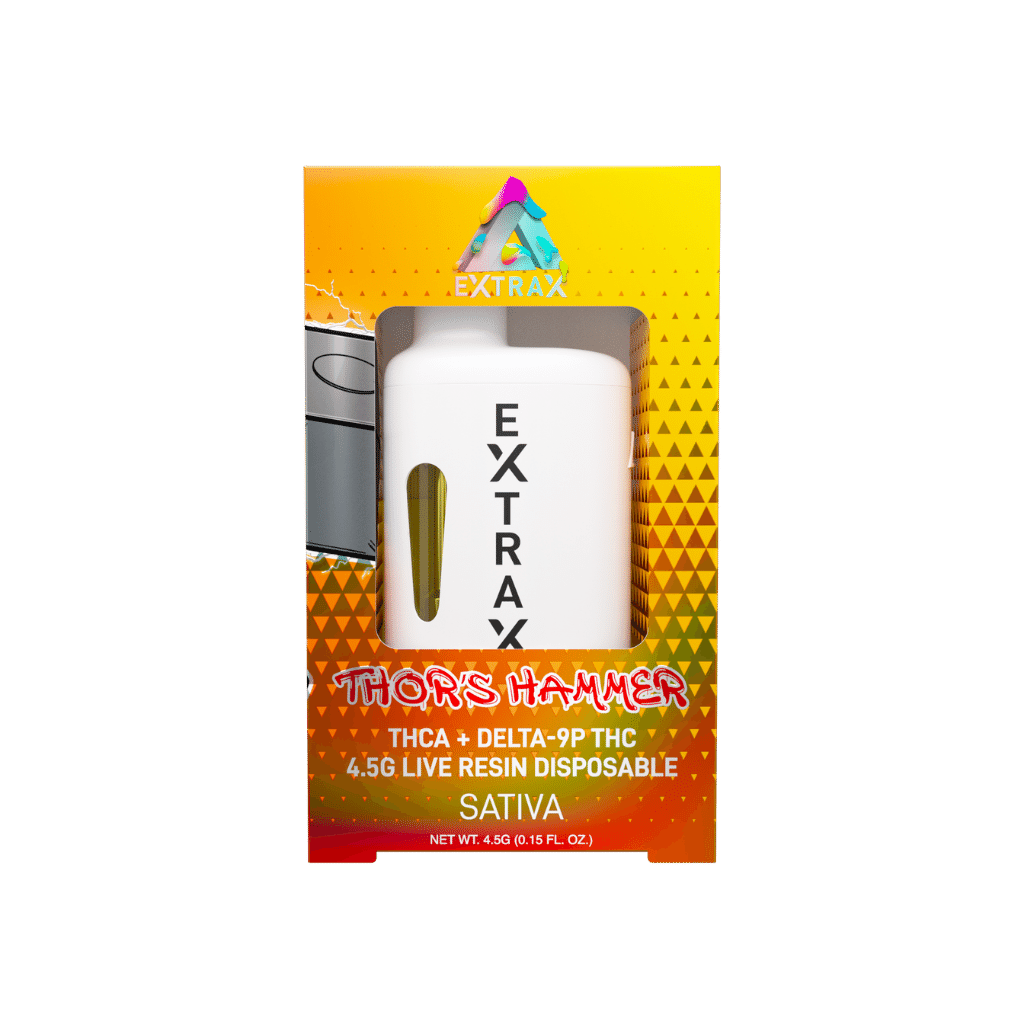 EXTRAX
EXTRAX
THOR'S HAMMER
THCA + DELTA-9P THC
4.5G LIVE RESIN DISPOSABLE
SATIVA
NET WT. 4.5G (0.15 FL. OZ.)